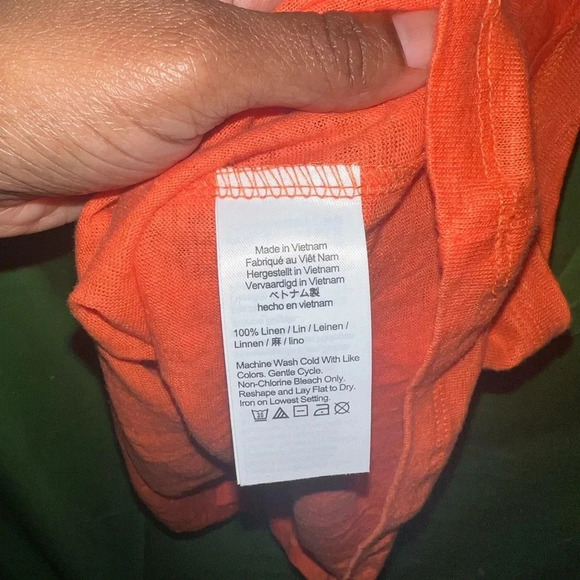 Made in Vietnam
Fabriqué au Viêt Nam
Hergestellt in Vietnam
Vervaardigd in Vietnam
ベトナム製
hecho en vietnam
100% Linen / Lin / Leinen /
Linnen / 麻 / lino
Machine Wash Cold With Like
Colors. Gentle Cycle.
Non-Chlorine Bleach Only.
Reshape and Lay Flat to Dry.
Iron on Lowest Setting.